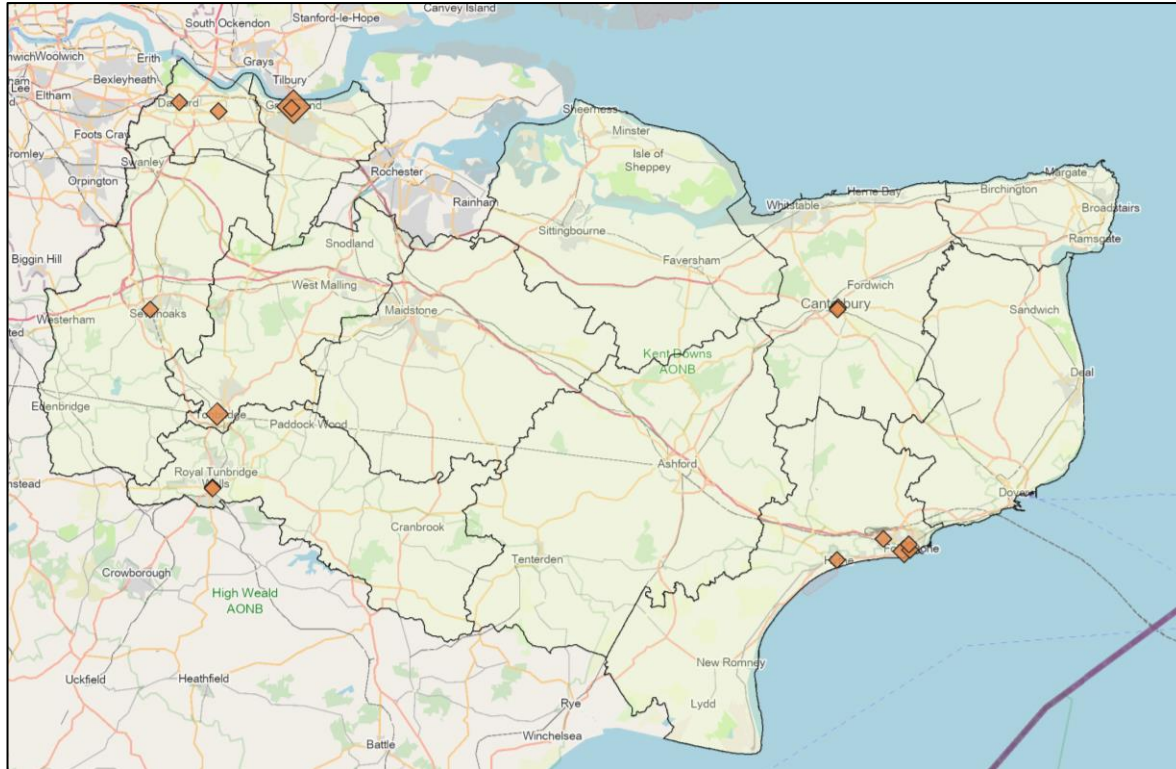 Canvey Island
Stanford-le-Hope
South Ockendon
Grays
Erith
Woolwich
Tilbury
Bexleyheath
Lee
Eltham
Foots Cray
Sheerness
Minster
Isle of
Sheppey
Swanley
Orpington
Rochester
Rainham
Whitstable
Herne Bay
Birchington
Margate
Broadstairs
Ramsgate
Sittingbourne
Snodland
Biggin Hill
Faversham
West Malling
Fordwich
Canterbury
Sandwich
Westerham
Maidstone
Kent Downs
AONB
Deal
Edenbridge
Paddock Wood
Royal Tunbridge
Wells
Ashford
Dover
Cranbrook
Tenterden
Crowborough
High Weald
AONB
New Romney
Uckfield
Heathfield
Rye
Lydd
Winchelsea
Battle